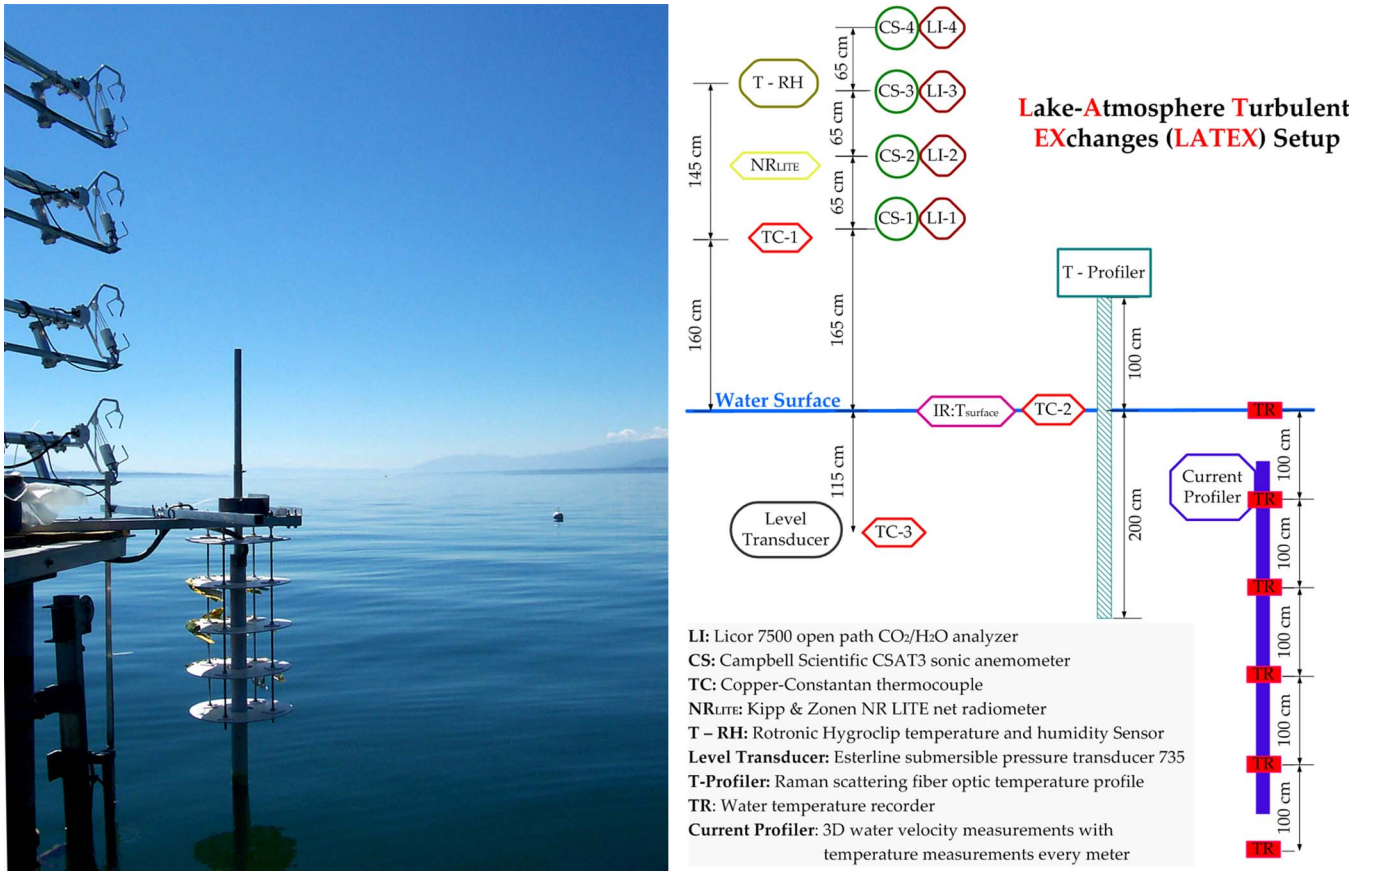 Lake-Atmosphere Turbulent
EXchanges (LATEX) Setup
CS-4 LI-4
65 cm
T - RH
CS-3 LI-3
65 cm
145 cm
NRLITE
CS-2 LI-2
65 cm
CS-1 LI-1
TC-1
T - Profiler
160 cm
165 cm
100 cm
Water Surface
IR:Tsurface
TC-2
TR
115 cm
100 cm
Current
Profiler
TR
Level
Transducer
TC-3
200 cm
100 cm
TR
100 cm
TR
100 cm
TR
100 cm
TR
LI: Licor 7500 open path CO2/H2O analyzer
CS: Campbell Scientific CSAT3 sonic anemometer
TC: Copper-Constantan thermocouple
NRLITE: Kipp & Zonen NR LITE net radiometer
T – RH: Rotronic Hygroclip temperature and humidity Sensor
Level Transducer: Esterline submersible pressure transducer 735
T-Profiler: Raman scattering fiber optic temperature profile
TR: Water temperature recorder
Current Profiler: 3D water velocity measurements with
temperature measurements every meter